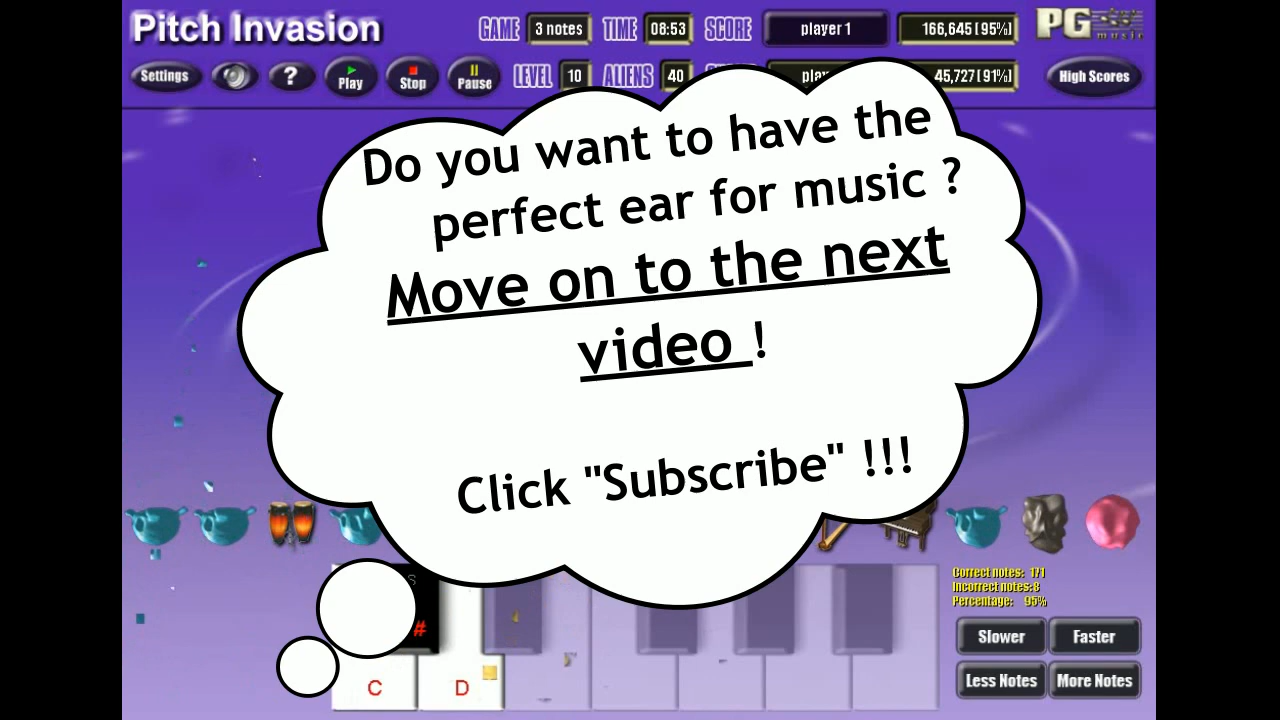 Pitch Invasion
GAME 3 notes TIME 08:53 SCORE player 1 166,645 [95%] PG music
Settings ? Play Stop Pause LEVEL 10 ALIENS 40 45,727 [91%] High Scores
Do you want to have the
perfect ear for music ?
Move on to the next
video !
Click "Subscribe" !!!
S
#
C D
Correct notes: 171
Incorrect notes: 8
Percentage: 95%
Slower Faster
Less Notes More Notes